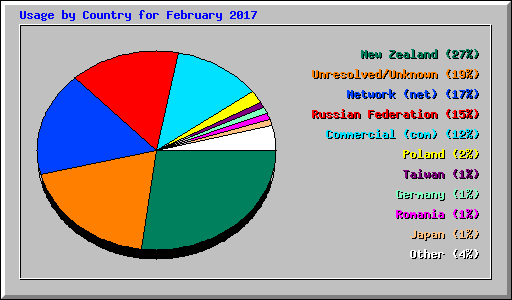 Usage by Country for February 2017
New Zealand (27%)
Unresolved/Unknown (19%)
Network (net) (17%)
Russian Federation (15%)
Commercial (com) (12%)
Poland (2%)
Taiwan (1%)
Germany (1%)
Romania (1%)
Japan (1%)
Other (4%)